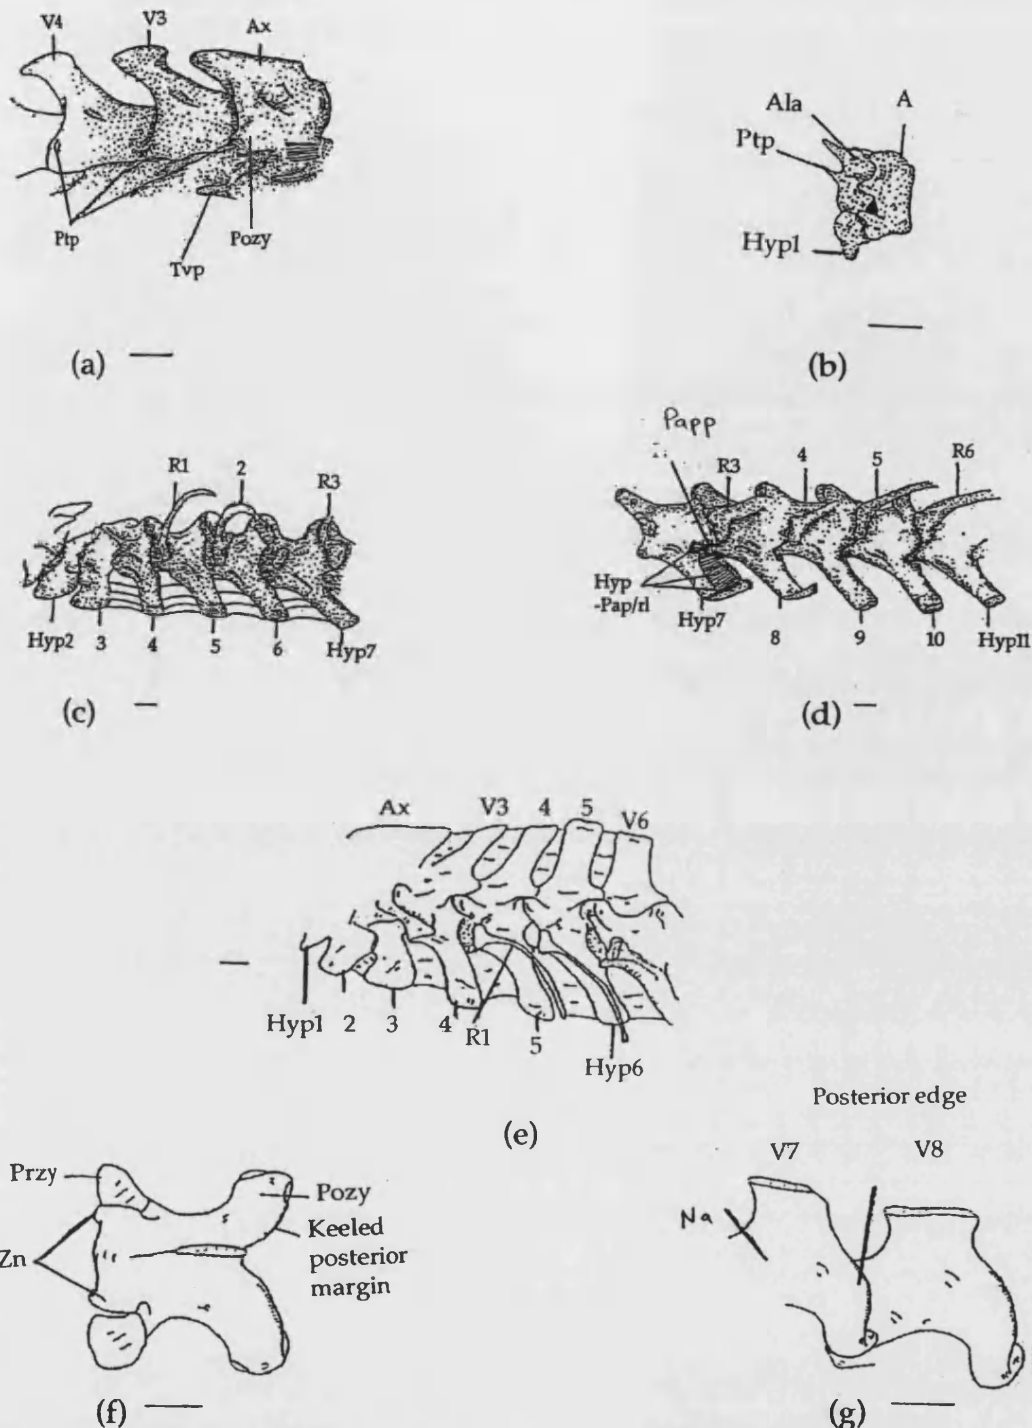 V4 V3 Ax
Ptp Tvp Pozy
(a)
Ala A
Ptp
Hyp1
(b)
R1 2 R3
Hyp2 3 4 5 6 Hyp7
(c)
Papp
R3 4 5 R6
Hyp
-Pap/rl
Hyp7 8 9 10 Hyp11
(d)
Ax V3 4 5 V6
Hyp1 2 3 4 R1 5 Hyp6
(e)
Przy
Zn
Pozy
Keeled
posterior
margin
(f)
Posterior edge
V7 V8
Na
(g)